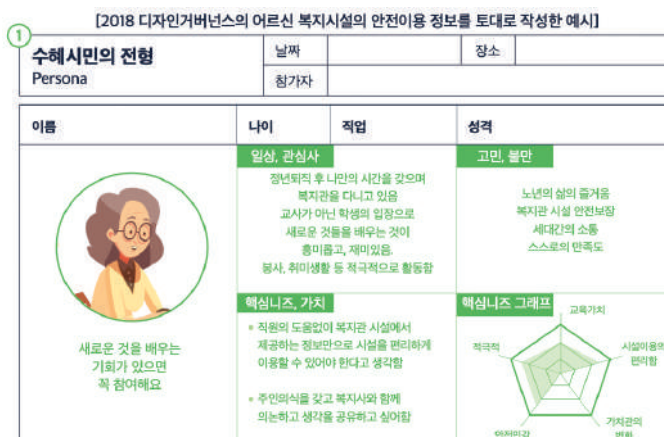 [2018 디자인거버넌스의 어르신 복지시설의 안전이용 정보를 토대로 작성한 예시]
1
수혜시민의 전형
Persona
날짜
장소
참가자
이름
나이
직업
성격
일상, 관심사
정년퇴직 후 나만의 시간을 갖으며
복지관을 다니고 있음
교사가 아닌 학생의 입장으로
새로운 것들을 배우는 것이
흥미롭고, 재미있음.
봉사, 취미생활 등 적극적으로 활동함
고민, 불만
노년의 삶의 즐거움
복지관 시설 안전보장
세대간의 소통
스스로의 만족도
새로운 것을 배우는
기회가 있으면
꼭 참여해요
핵심니즈, 가치
• 직원의 도움없이 복지관 시설에서
제공하는 정보만으로 시설을 편리하게
이용할 수 있어야 한다고 생각함
• 주인의식을 갖고 복지사와 함께
의논하고 생각을 공유하고 싶어함
핵심니즈 그래프
교육가치
적극적
시설이용의
편리함
가치관의
변화
안전민감